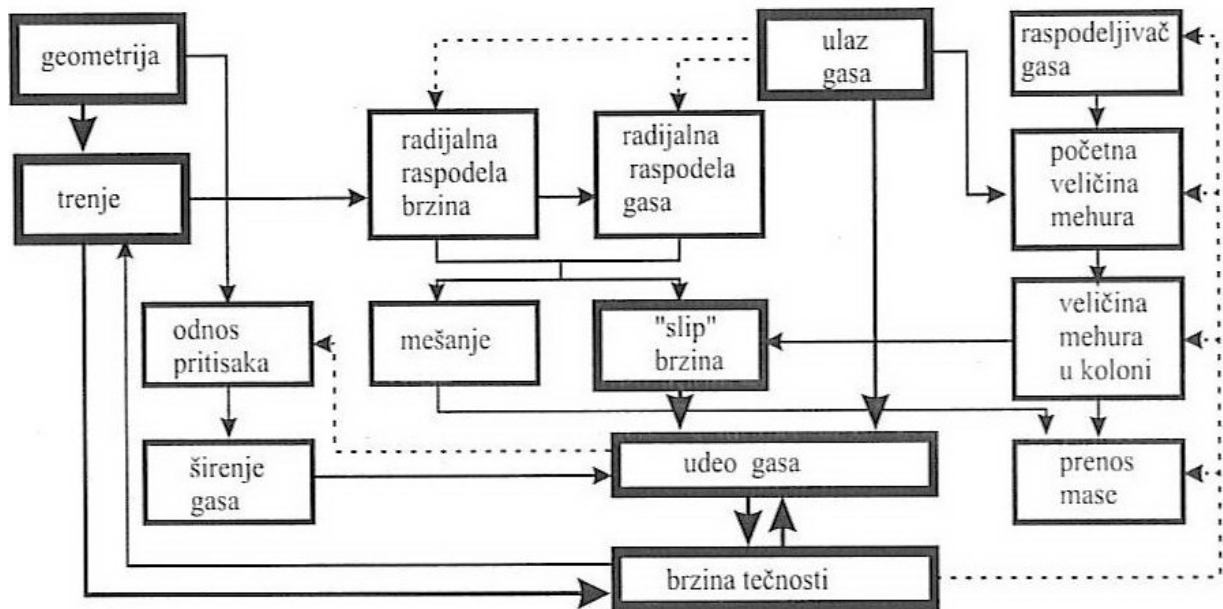 geometrija
ulaz
gasa
raspodeljivač
gasa
trenje
radijalna
raspodela
brzina
radijalna
raspodela
gasa
početna
veličina
mehura
odnos
pritisaka
mešanje
"slip"
brzina
veličina
mehura
u koloni
širenje
gasa
udeo gasa
prenos
mase
brzina tečnosti